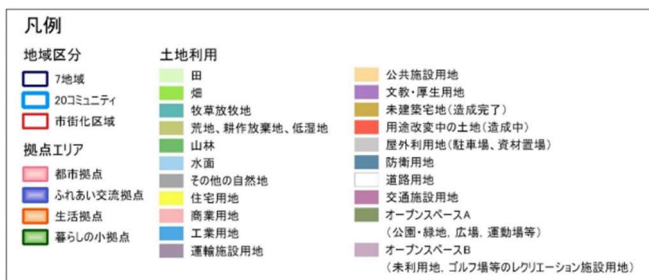 凡例
地域区分
7地域
20コミュニティ
市街化区域
拠点エリア
都市拠点
ふれあい交流拠点
生活拠点
暮らしの小拠点
土地利用
田
畑
牧草放牧地
荒地、耕作放棄地、低湿地
山林
水面
その他の自然地
住宅用地
商業用地
工業用地
運輸施設用地
公共施設用地
文教・厚生用地
未建築宅地(造成完了)
用途改変中の土地(造成中)
屋外利用地(駐車場、資材置場)
防衛用地
道路用地
交通施設用地
オープンスペースA
(公園・緑地、広場、運動場等)
オープンスペースB
(未利用地、ゴルフ場等のレクリエーション施設用地)